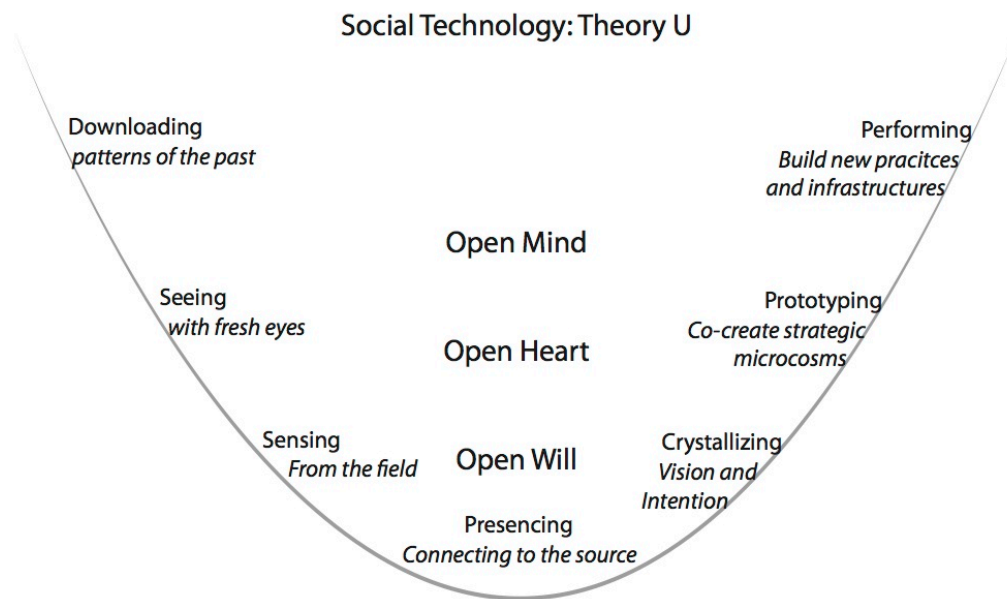 Social Technology: Theory U
Downloading
patterns of the past
Performing
Build new pracitces
and infrastructures
Open Mind
Seeing
with fresh eyes
Prototyping
Co-create strategic
microcosms
Open Heart
Sensing
From the field
Open Will
Crystallizing
Vision and
Intention
Presencing
Connecting to the source